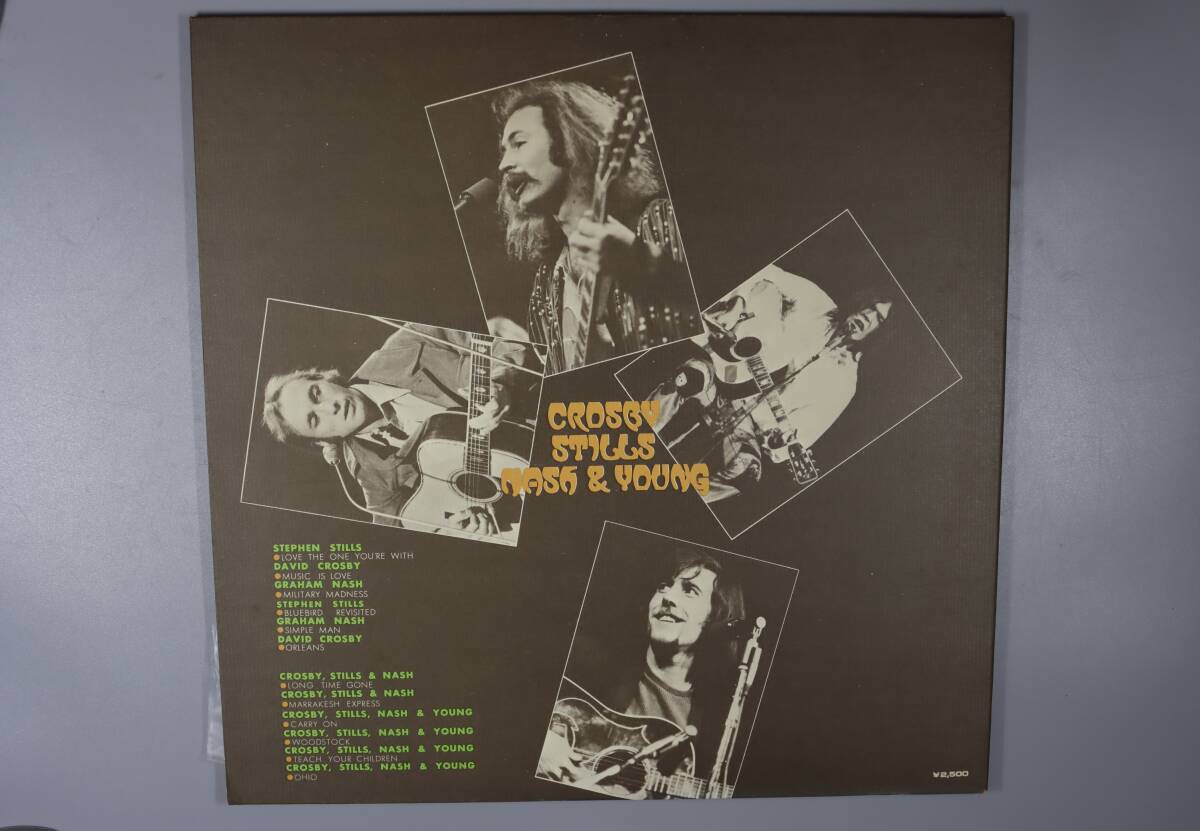 CROSBY
STILLS
NASH & YOUNG
STEPHEN STILLS
●LOVE THE ONE YOU'RE WITH
DAVID CROSBY
●MUSIC IS LOVE
GRAHAM NASH
●MILITARY MADNESS
STEPHEN STILLS
●BLUEBIRD REVISITED
GRAHAM NASH
●SIMPLE MAN
DAVID CROSBY
●ORLEANS
CROSBY, STILLS & NASH
●LONG TIME GONE
CROSBY, STILLS & NASH
●MARRAKESH EXPRESS
CROSBY, STILLS, NASH & YOUNG
●CARRY ON
CROSBY, STILLS, NASH & YOUNG
●WOODSTOCK
CROSBY, STILLS, NASH & YOUNG
●TEACH YOUR CHILDREN
CROSBY, STILLS, NASH & YOUNG
●OHIO
¥2,500